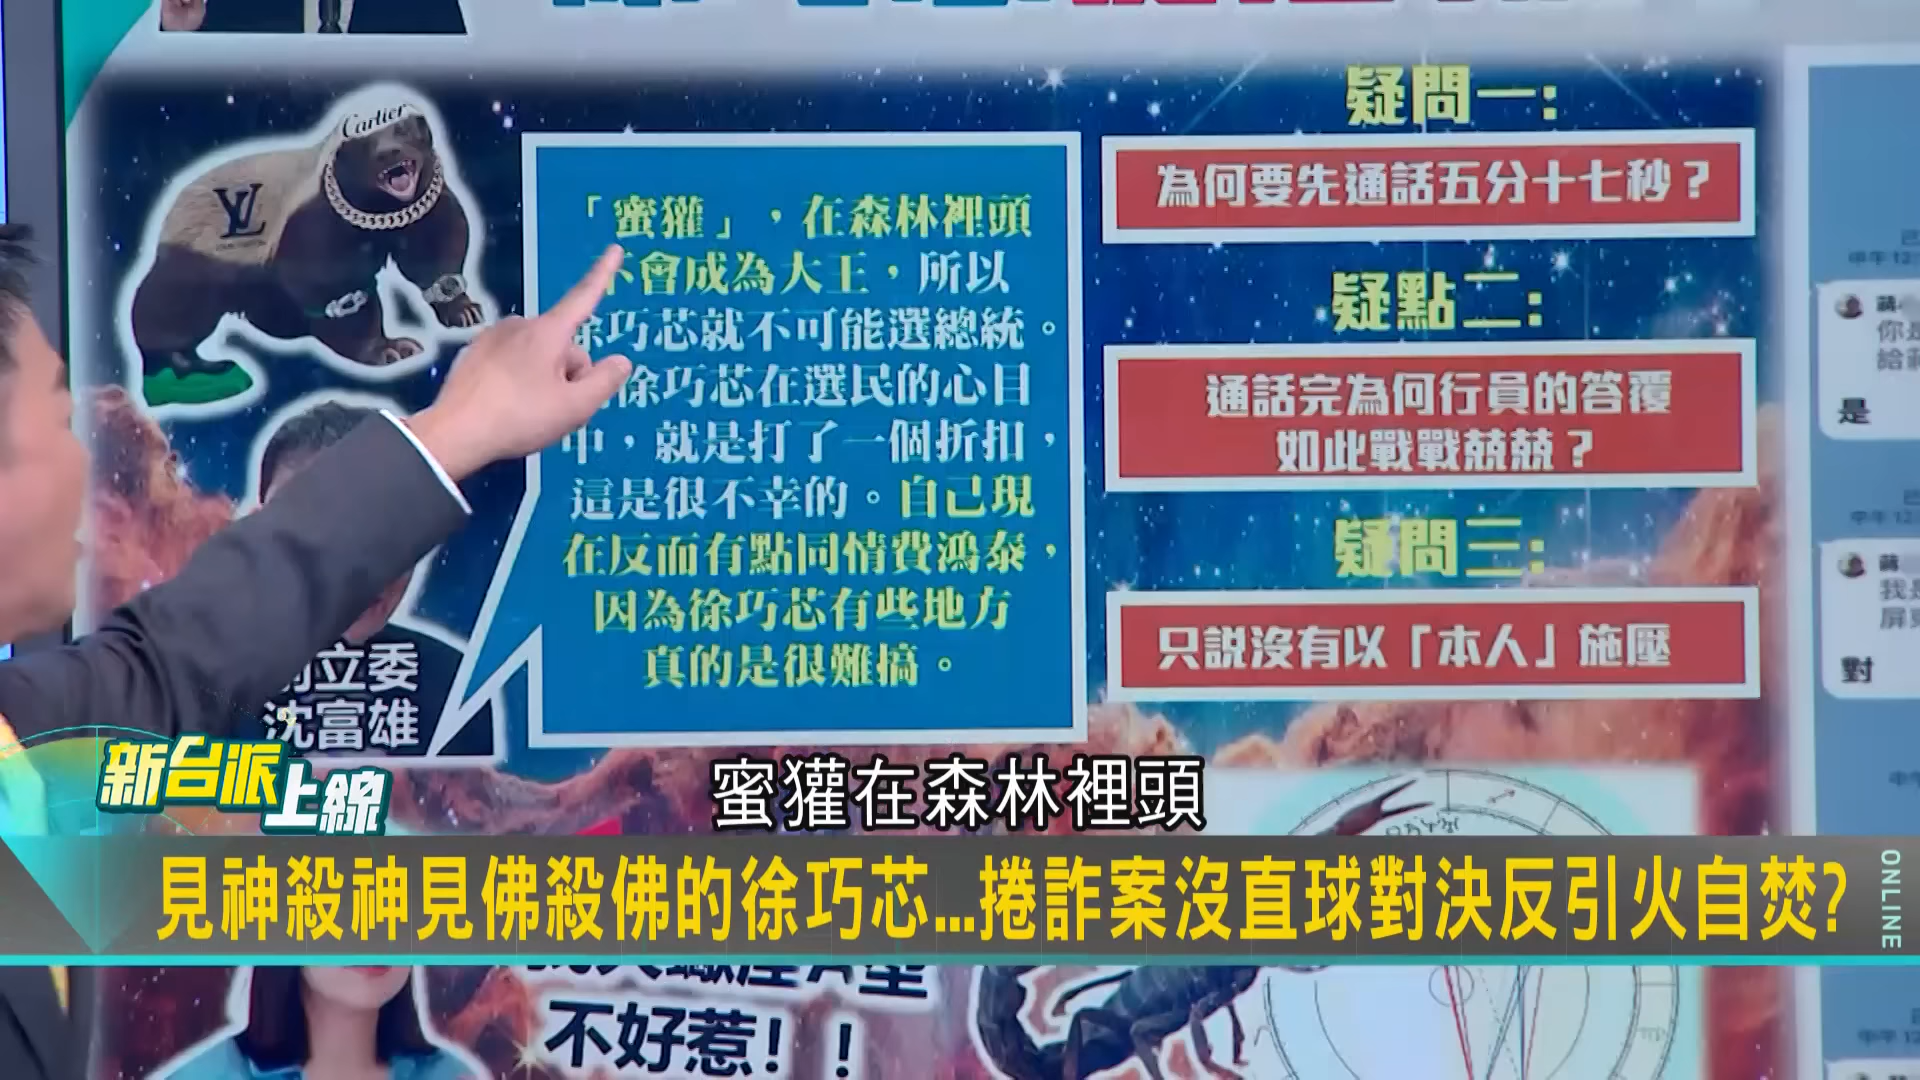 Cartier
LV
「蜜獾」，在森林裡頭
不會成為大王，所以
徐巧芯就不可能選總統。
徐巧芯在選民的心目
中，就是打了一個折扣，
這是很不幸的。自己現
在反而有點同情費鴻泰，
因為徐巧芯有些地方
真的是很難搞。
前立委
沈富雄
疑問一：
為何要先通話五分十七秒？
疑點二：
通話完為何行員的答覆
如此戰戰兢兢？
疑問三：
只說沒有以「本人」施壓
你是
給蔣
是
我是
屏東
對
新台派上線
蜜獾在森林裡頭
見神殺神見佛殺佛的徐巧芯...捲詐案沒直球對決反引火自焚?
ONLINE
不好惹！！